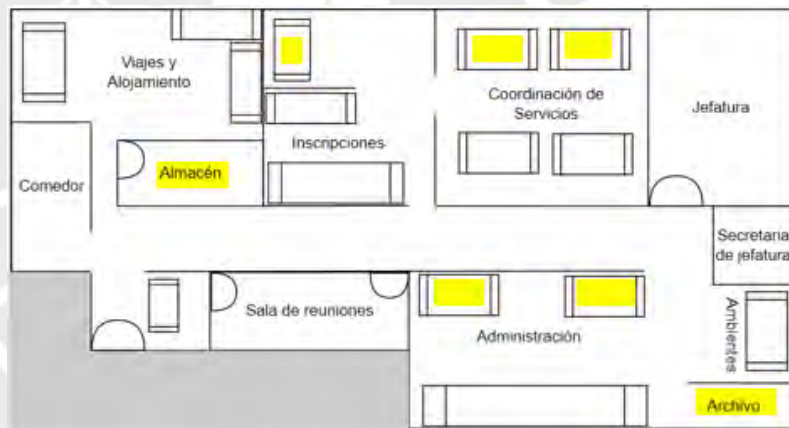 Viajes y
Alojamiento
Inscripciones
Coordinación de
Servicios
Jefatura
Comedor
Almacén
Secretaria
de jefatura
Sala de reuniones
Administración
Ambientes
Archivo